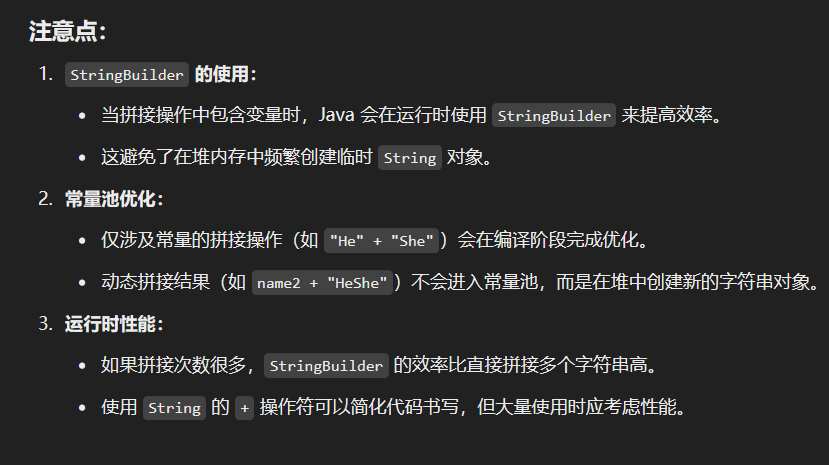 注意点：
1. StringBuilder 的使用：
• 当拼接操作中包含变量时，Java 会在运行时使用 StringBuilder 来提高效率。
• 这避免了在堆内存中频繁创建临时 String 对象。
2. 常量池优化：
• 仅涉及常量的拼接操作（如 "He" + "She"）会在编译阶段完成优化。
• 动态拼接结果（如 name2 + "HeShe"）不会进入常量池，而是在堆中创建新的字符串对象。
3. 运行时性能：
• 如果拼接次数很多，StringBuilder 的效率比直接拼接多个字符串高。
• 使用 String 的 + 操作符可以简化代码书写，但大量使用时应考虑性能。